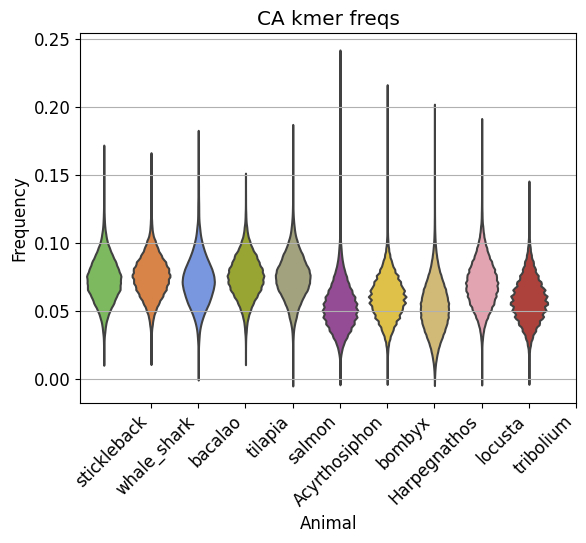 CA kmer freqs
0.25
0.20
0.15
0.10
0.05
0.00
Frequency
stickleback
whale_shark
bacalao
tilapia
salmon
Acyrthosiphon
bombyx
Harpegnathos
locusta
tribolium
Animal